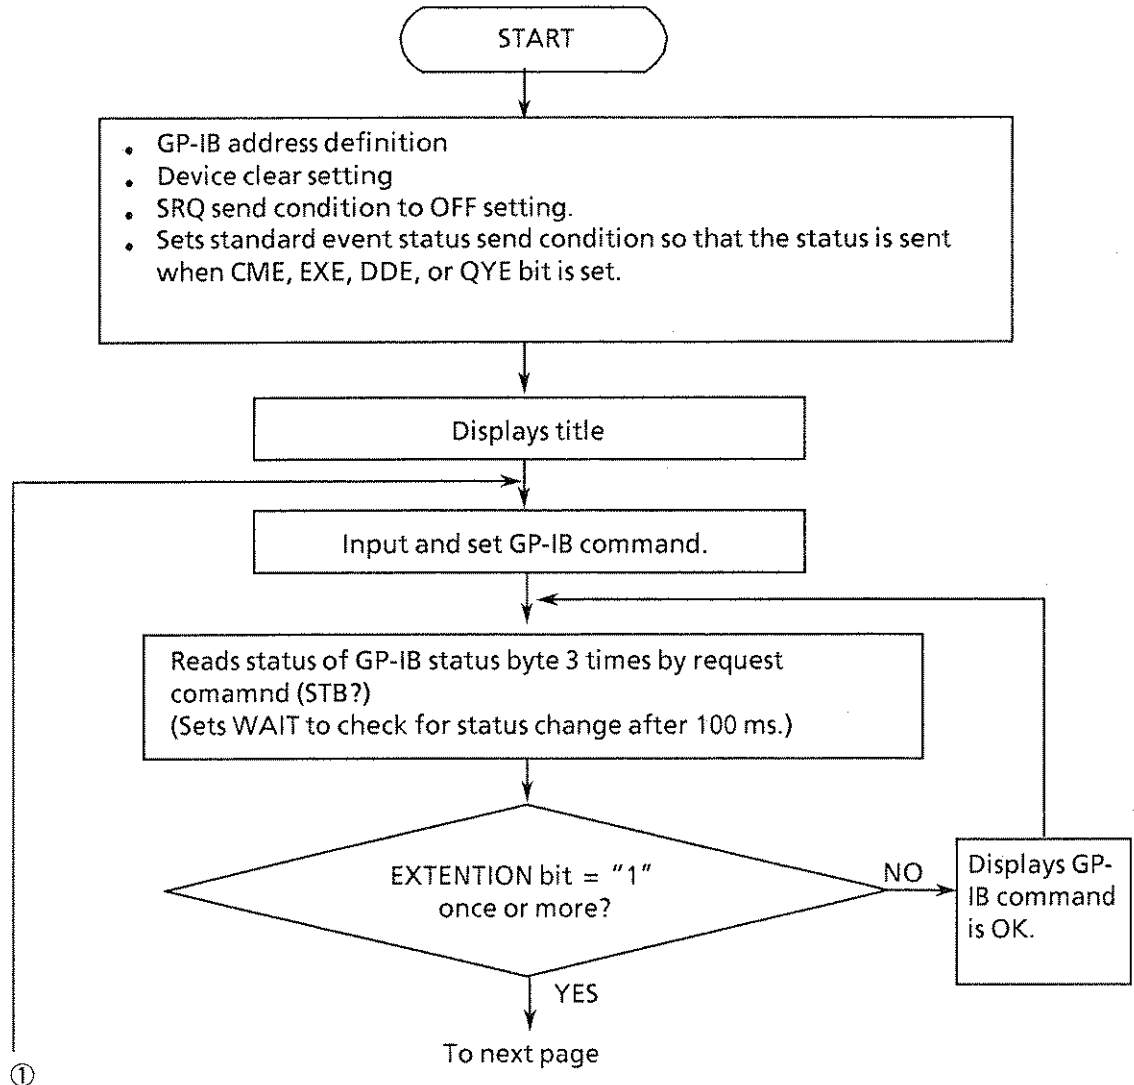 START
• GP-IB address definition
• Device clear setting
• SRQ send condition to OFF setting.
• Sets standard event status send condition so that the status is sent
when CME, EXE, DDE, or QYE bit is set.
Displays title
Input and set GP-IB command.
Reads status of GP-IB status byte 3 times by request
comamnd (STB?)
(Sets WAIT to check for status change after 100 ms.)
EXTENTION bit = "1"
once or more?
NO
Displays GP-
IB command
is OK.
YES
To next page
①